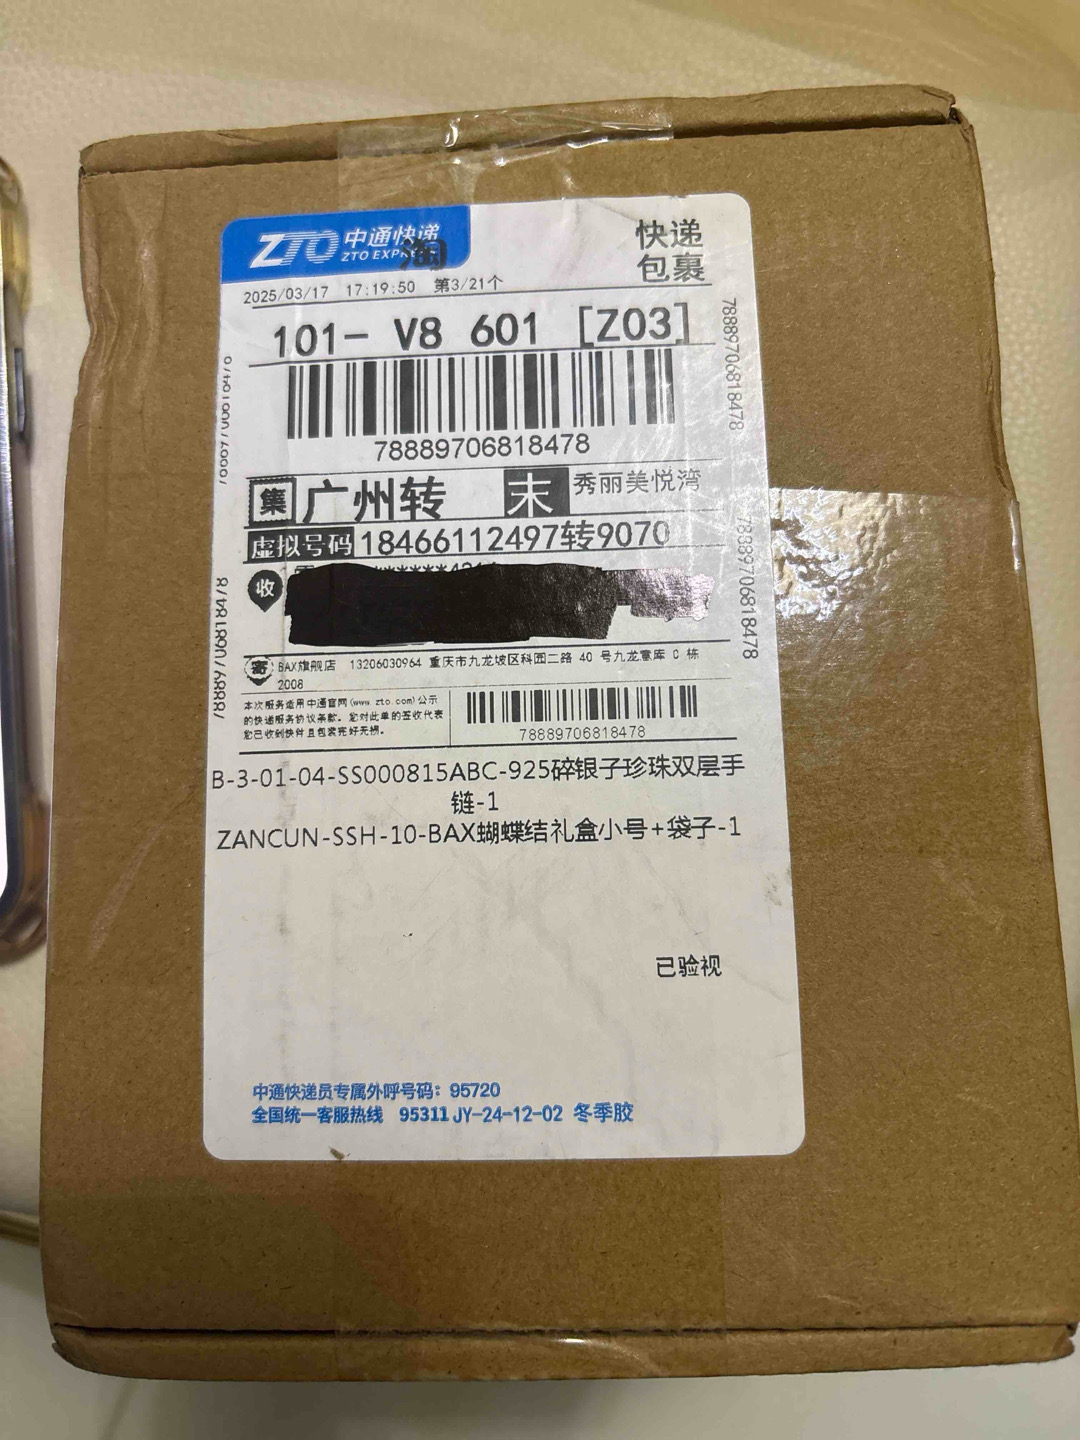 ZTO 中通快递
ZTO EXPRESS
淘
快递
包裹
2025/03/17 17:19:50 第3/21个
101- V8 601 [Z03]
78889706818478
78889706818478
集 广州转 末 秀丽美悦湾
虚拟号码 18466112497转9070
收
寄 BAX旗舰店 13206030964 重庆市九龙坡区科园二路 40 号九龙意库 C 栋
2008
本次服务适用中通官网(www.zto.com)公示
的快递服务协议条款。您对此单的签收代表
您已收到快件且包装完好无损。
78889706818478
78889706818478
B-3-01-04-SS000815ABC-925碎银子珍珠双层手
链-1
ZANCUN-SSH-10-BAX蝴蝶结礼盒小号+袋子-1
已验视
中通快递员专属外呼号码：95720
全国统一客服热线 95311 JY-24-12-02 冬季胶